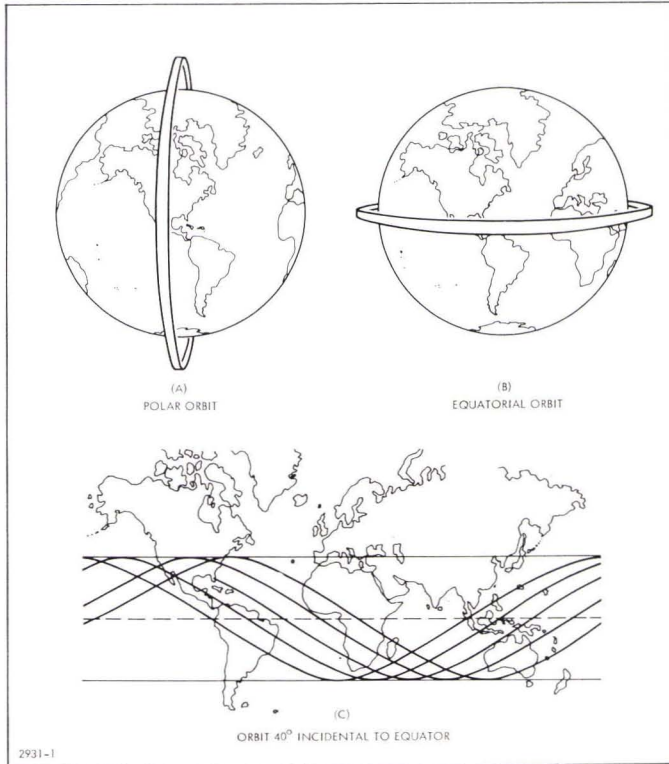 (A)
POLAR ORBIT
(B)
EQUATORIAL ORBIT
(C)
ORBIT 40° INCIDENTAL TO EQUATOR
2931-1